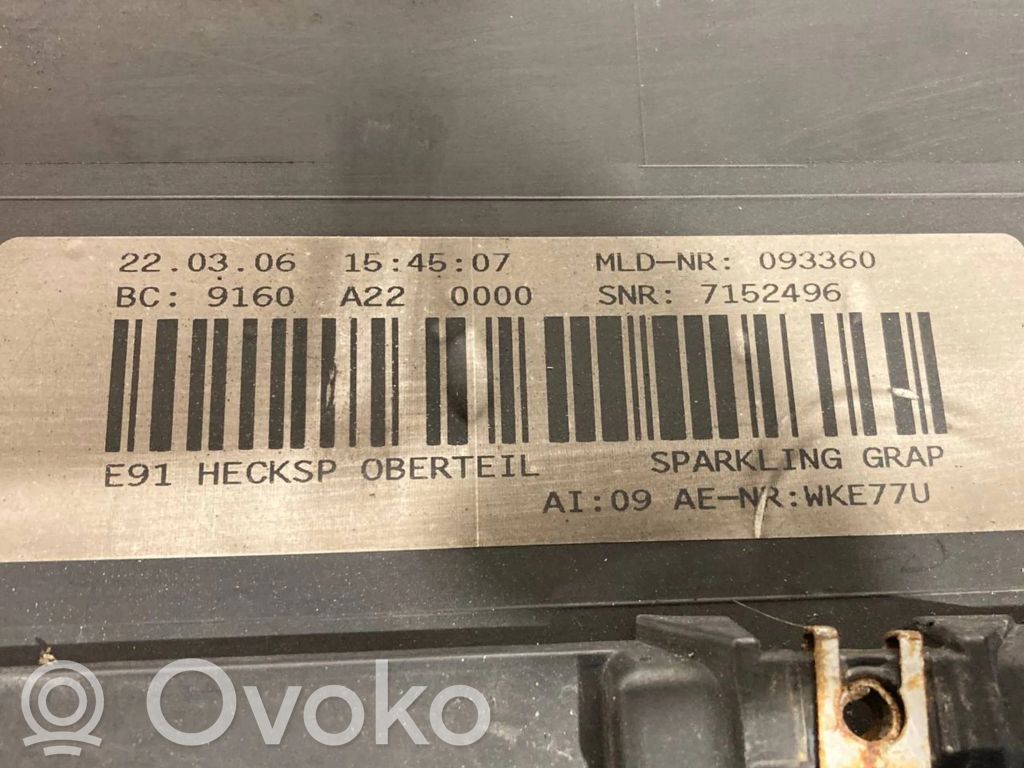 22.03.06 15:45:07 MLD-NR: 093360
BC: 9160 A22 0000 SNR: 7152496
E91 HECKSP OBERTEIL SPARKLING GRAP
AI:09 AE-NR:WKE77U
Ovoko